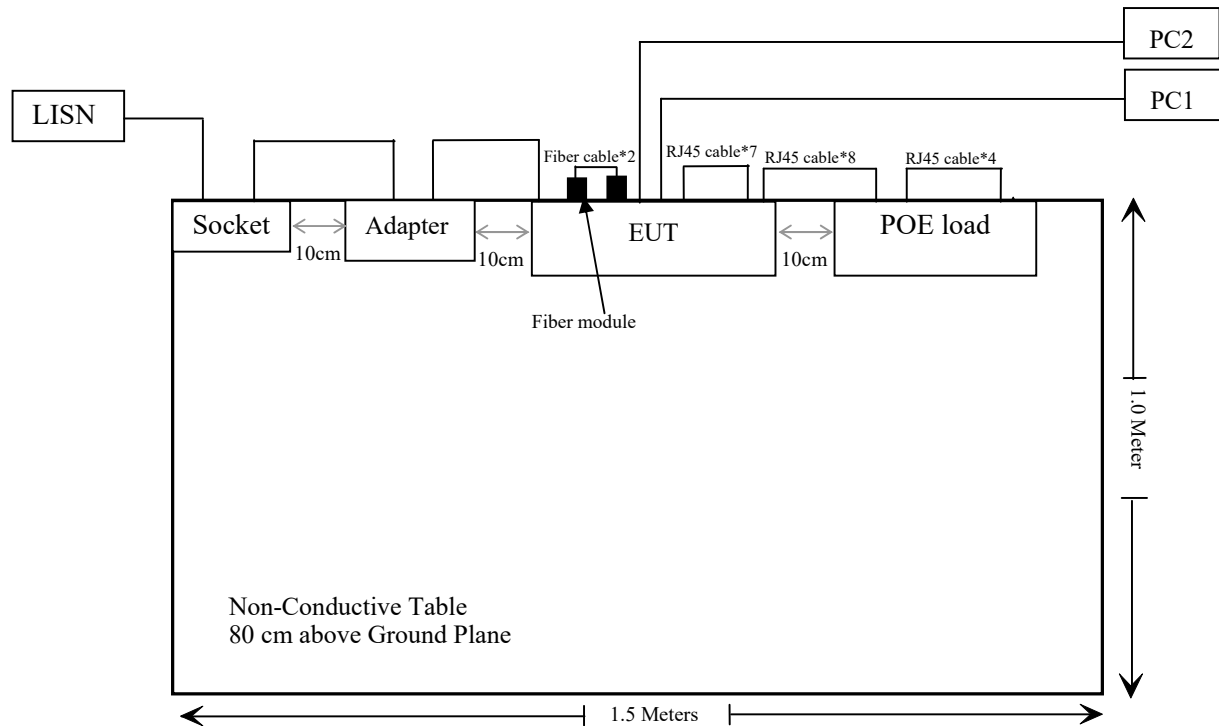 PC2
PC1
LISN
Fiber cable*2
RJ45 cable*7
RJ45 cable*8
RJ45 cable*4
Socket
Adapter
EUT
POE load
10cm
10cm
10cm
Fiber module
1.0 Meter
Non-Conductive Table
80 cm above Ground Plane
1.5 Meters